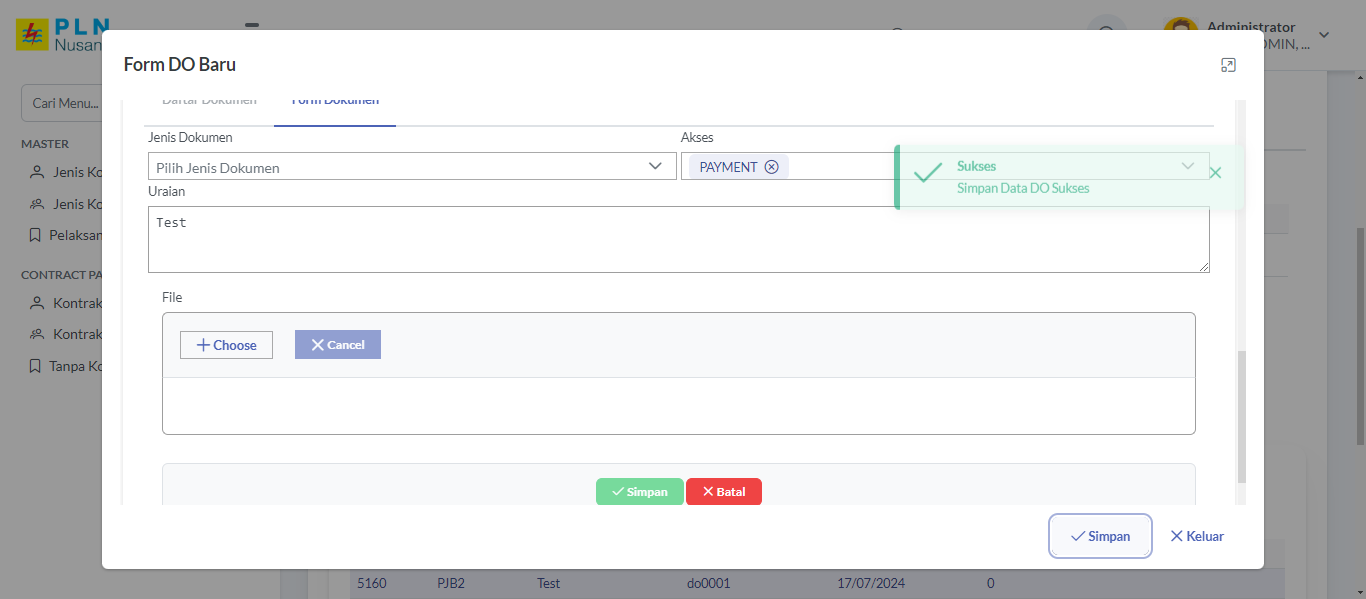 PLN
Nusan
Administrator
DMIN, ...
Form DO Baru
Cari Menu...
Daftar Dokumen
Form Dokumen
MASTER
Jenis Ko
Jenis Ko
Pelaksan
CONTRACT PA
Kontrak
Kontrak
Tanpa Ko
Jenis Dokumen
Akses
Pilih Jenis Dokumen
PAYMENT
Sukses
Simpan Data DO Sukses
Uraian
Test
File
Choose
Cancel
Simpan
Batal
Simpan
Keluar
5160 PJB2 Test do0001 17/07/2024 0